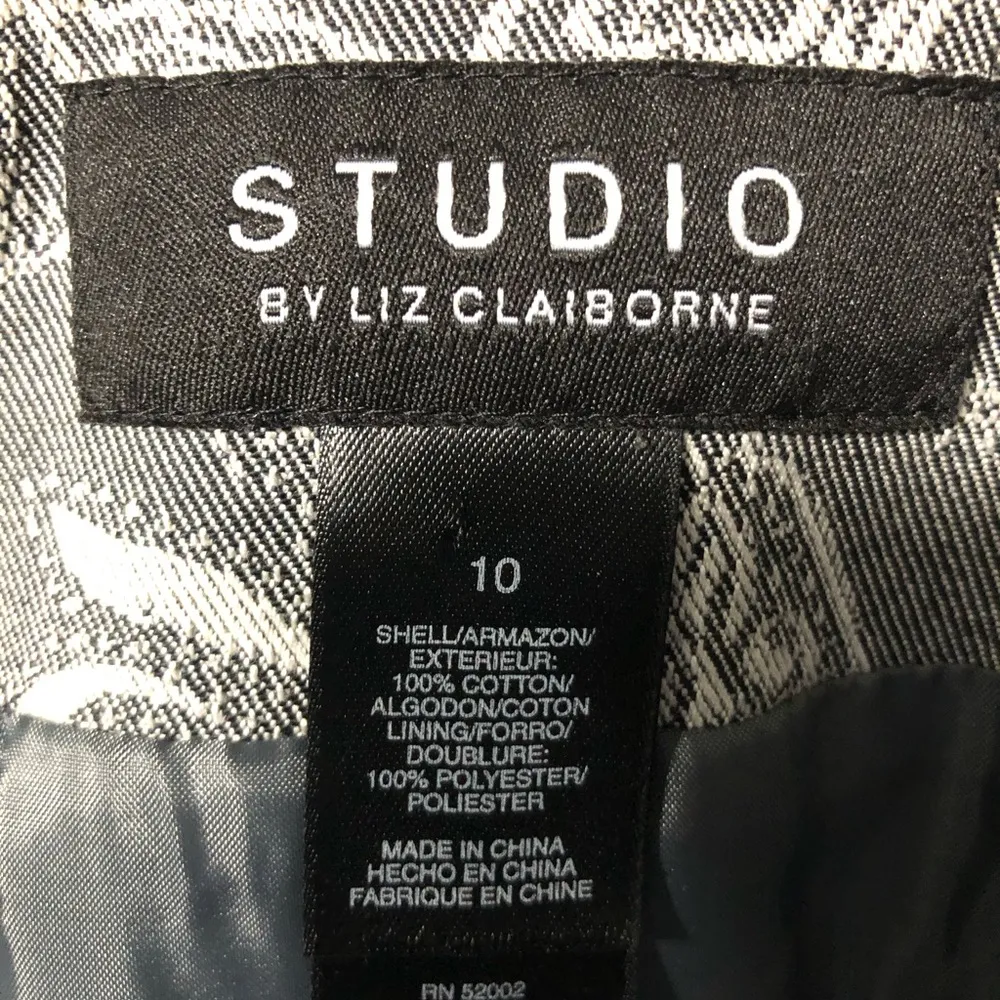 STUDIO
BY LIZ CLAIBORNE
10
SHELL/ARMAZON/
EXTERIEUR:
100% COTTON/
ALGODON/COTON
LINING/FORRO/
DOUBLURE:
100% POLYESTER/
POLIESTER
MADE IN CHINA
HECHO EN CHINA
FABRIQUE EN CHINE
RN 52002